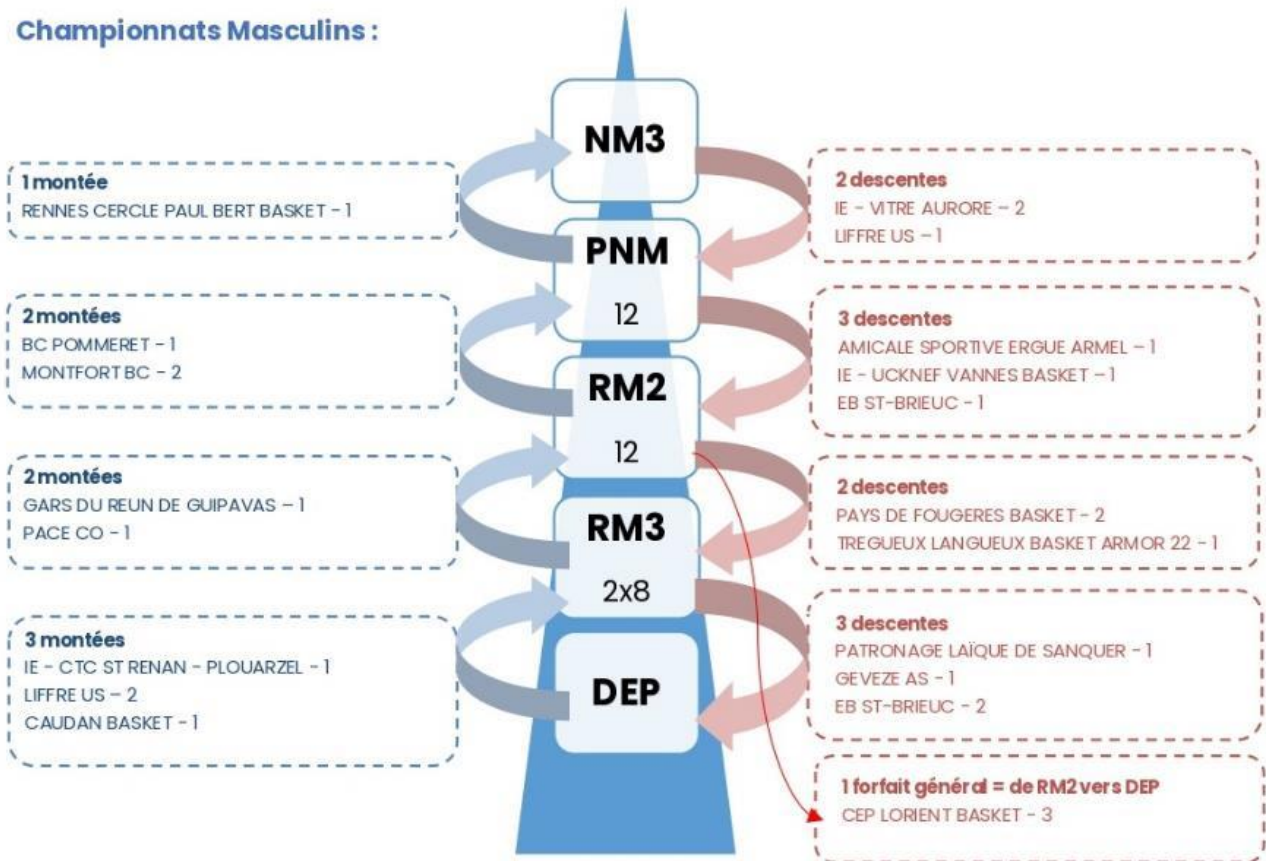 Championnats Masculins :
NM3
1 montée
RENNES CERCLE PAUL BERT BASKET - 1
2 descentes
IE - VITRE AURORE – 2
LIFFRE US – 1
PNM
12
2 montées
BC POMMERET - 1
MONTFORT BC - 2
3 descentes
AMICALE SPORTIVE ERGUE ARMEL – 1
IE - UCKNEF VANNES BASKET – 1
EB ST-BRIEUC - 1
RM2
12
2 montées
GARS DU REUN DE GUIPAVAS – 1
PACE CO - 1
2 descentes
PAYS DE FOUGERES BASKET - 2
TREGUEUX LANGUEUX BASKET ARMOR 22 - 1
RM3
2x8
3 montées
IE - CTC ST RENAN - PLOUARZEL - 1
LIFFRE US – 2
CAUDAN BASKET - 1
3 descentes
PATRONAGE LAÏQUE DE SANQUER - 1
GEVEZE AS - 1
EB ST-BRIEUC - 2
DEP
1 forfait général = de RM2 vers DEP
CEP LORIENT BASKET - 3